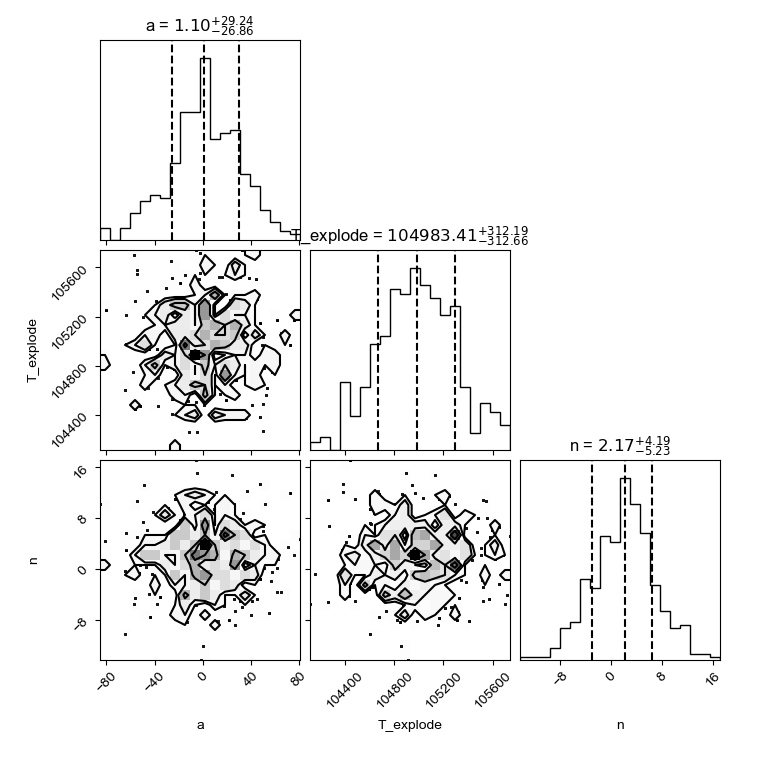 a = 1.10+29.24−26.86
T_explode = 104983.41+312.19−312.66
105600
105200
104800
104400
T_explode
n = 2.17+4.19−5.23
16
8
0
−8
n
−80 −40 0 40 80
104400 104800 105200 105600
−8 0 8 16
a T_explode n